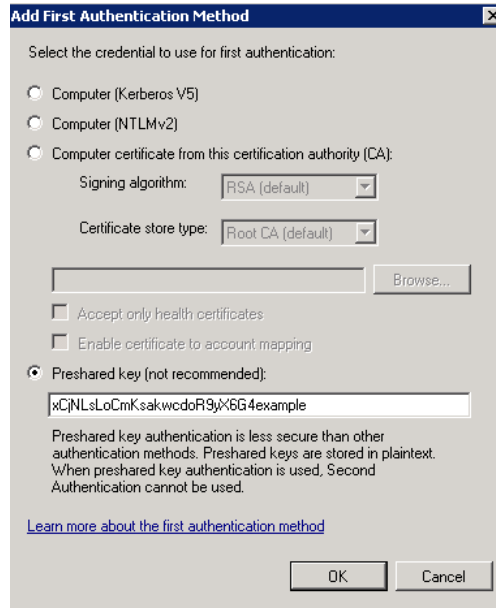 Add First Authentication Method
Select the credential to use for first authentication:
Computer (Kerberos V5)
Computer (NTLMv2)
Computer certificate from this certification authority (CA):
Signing algorithm: RSA (default)
Certificate store type: Root CA (default)
Browse...
Accept only health certificates
Enable certificate to account mapping
Preshared key (not recommended):
xCjNLsLoCmKsakwcdoR9yX6G4example
Preshared key authentication is less secure than other
authentication methods. Preshared keys are stored in plaintext.
When preshared key authentication is used, Second
Authentication cannot be used.
Learn more about the first authentication method
OK Cancel